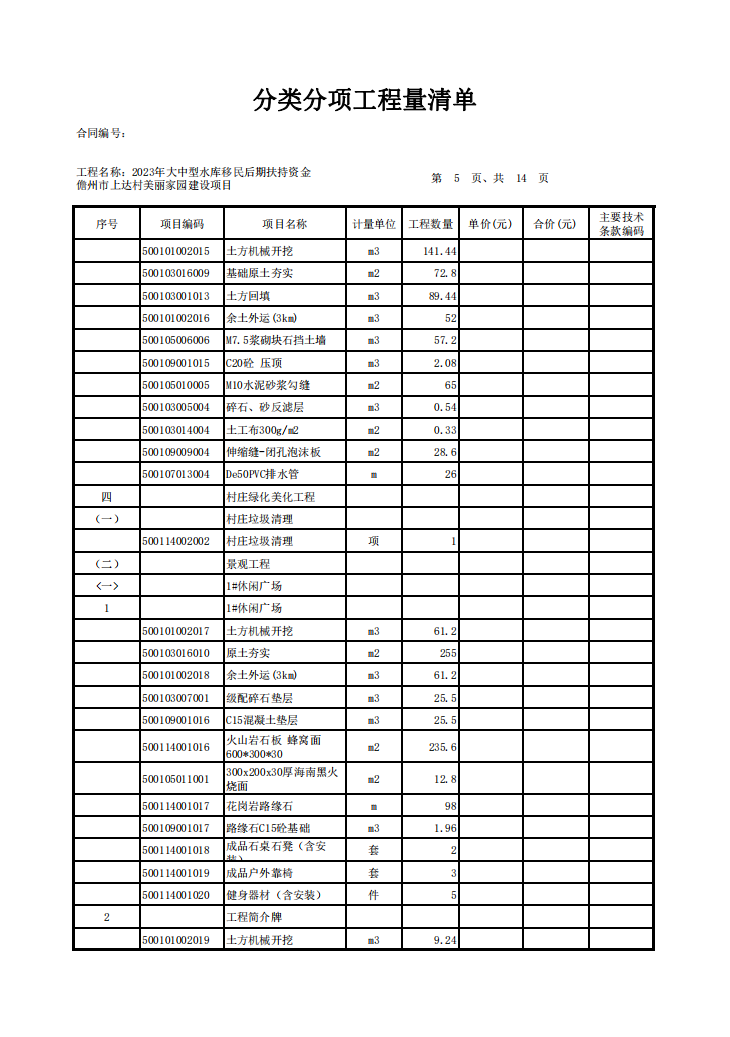 分类分项工程量清单
合同编号:
工程名称: 2023年大中型水库移民后期扶持资金
儋州市上达村美丽家园建设项目
第 5 页、共 14 页
序号 项目编码 项目名称 计量单位 工程数量 单价(元) 合价(元) 主要技术
条款编码
500101002015 土方机械开挖 m3 141.44
500103016009 基础原土夯实 m2 72.8
500103001013 土方回填 m3 89.44
500101002016 余土外运(3km) m3 52
500105006006 M7.5浆砌块石挡土墙 m3 57.2
500109001015 C20砼 压顶 m3 2.08
500105010005 M10水泥砂浆勾缝 m2 65
500103005004 碎石、砂反滤层 m3 0.54
500103014004 土工布300g/m2 m2 0.33
500109009004 伸缩缝-闭孔泡沫板 m2 28.6
500107013004 De50PVC排水管 m 26
四 村庄绿化美化工程
（一） 村庄垃圾清理
500114002002 村庄垃圾清理 项 1
（二） 景观工程
<一> 1#休闲广场
1 1#休闲广场
500101002017 土方机械开挖 m3 61.2
500103016010 原土夯实 m2 255
500101002018 余土外运(3km) m3 61.2
500103007001 级配碎石垫层 m3 25.5
500109001016 C15混凝土垫层 m3 25.5
500114001016 火山岩石板 蜂窝面
600*300*30 m2 235.6
500105011001 300x200x30厚海南黑火
烧面 m2 12.8
500114001017 花岗岩路缘石 m 98
500109001017 路缘石C15砼基础 m3 1.96
500114001018 成品石桌石凳（含安
装） 套 2
500114001019 成品户外靠椅 套 3
500114001020 健身器材（含安装） 件 5
2 工程简介牌
500101002019 土方机械开挖 m3 9.24